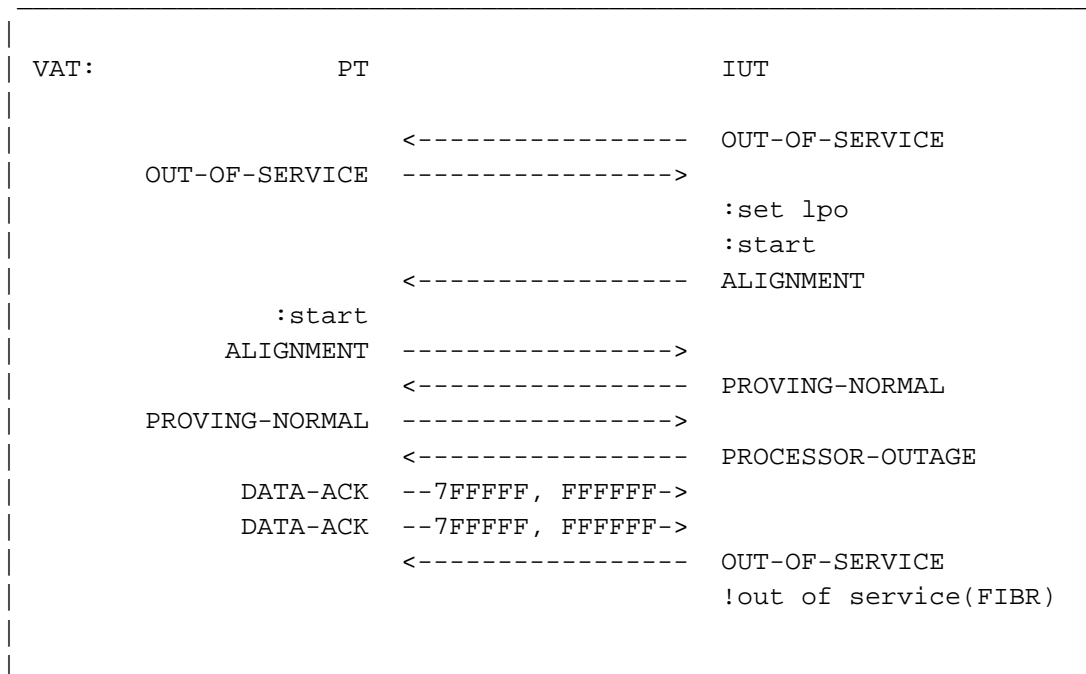 VAT: PT IUT
<----------------- OUT-OF-SERVICE
OUT-OF-SERVICE ----------------->
:set lpo
:start
<----------------- ALIGNMENT
:start
ALIGNMENT ----------------->
<----------------- PROVING-NORMAL
PROVING-NORMAL ----------------->
<----------------- PROCESSOR-OUTAGE
DATA-ACK --7FFFFF, FFFFFF->
DATA-ACK --7FFFFF, FFFFFF->
<----------------- OUT-OF-SERVICE
!out of service(FIBR)